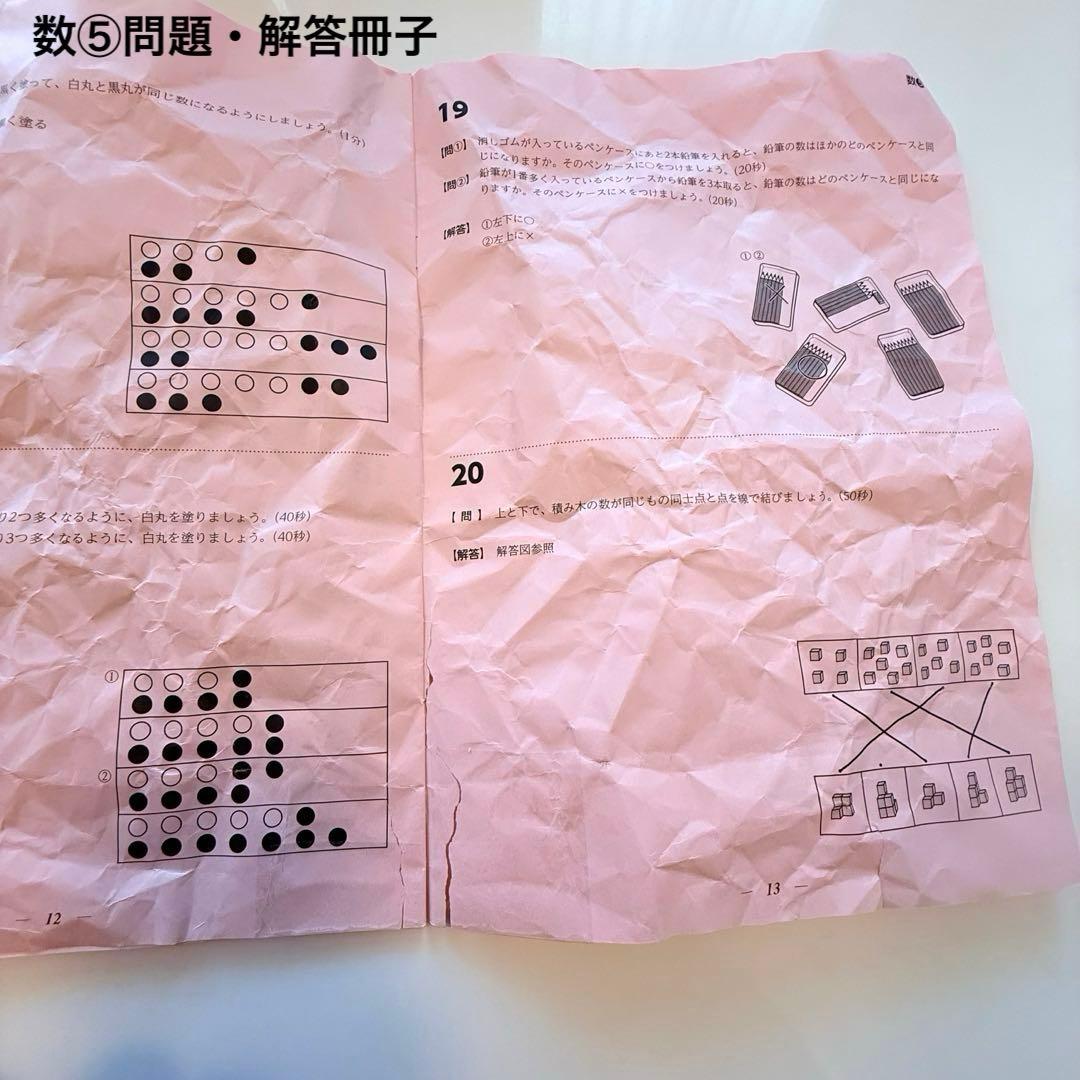 数⑤問題・解答冊子
黒く塗って、白丸と黒丸が同じ数になるようにしましょう。(1分)
く塗る
り2つ多くなるように、白丸を塗りましょう。(40秒)
り3つ多くなるように、白丸を塗りましょう。(40秒)
①
②
— 12 —
数⑤
19
【問①】 消しゴムが入っているペンケースにあと2本鉛筆を入れると、鉛筆の数はほかのどのペンケースと同
じになりますか。そのペンケースに○をつけましょう。(20秒)
【問②】 鉛筆が1番多く入っているペンケースから鉛筆を3本取ると、鉛筆の数はどのペンケースと同じにな
りますか。そのペンケースに×をつけましょう。(20秒)
【解答】 ①左下に○
②左上に×
①②
20
【問】 上と下で、積み木の数が同じもの同士点と点を線で結びましょう。(50秒)
【解答】 解答図参照
— 13 —